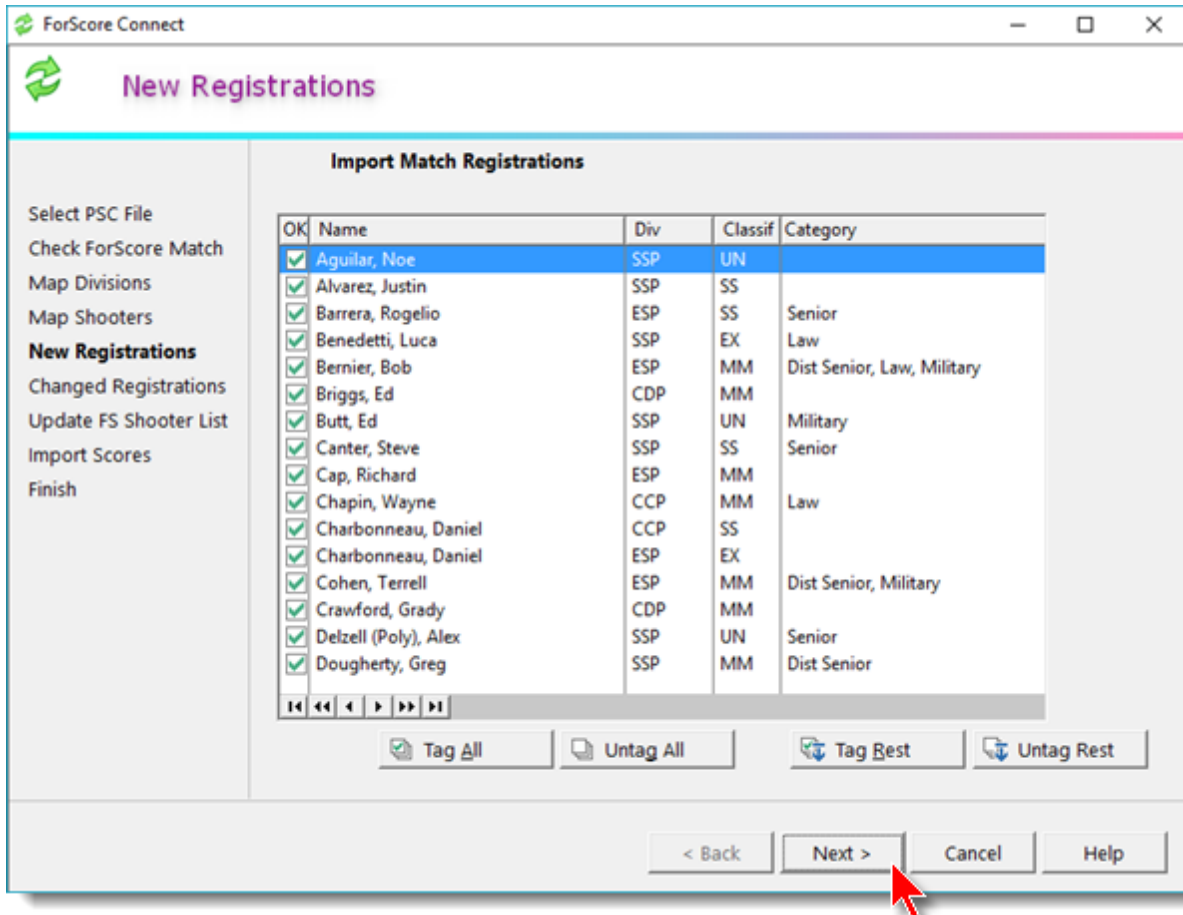 ForScore Connect
New Registrations
Import Match Registrations
Select PSC File
Check ForScore Match
Map Divisions
Map Shooters
New Registrations
Changed Registrations
Update FS Shooter List
Import Scores
Finish
OK Name Div Classif Category
Aguilar, Noe SSP UN
Alvarez, Justin SSP SS
Barrera, Rogelio ESP SS Senior
Benedetti, Luca SSP EX Law
Bernier, Bob ESP MM Dist Senior, Law, Military
Briggs, Ed CDP MM
Butt, Ed SSP UN Military
Canter, Steve SSP SS Senior
Cap, Richard ESP MM
Chapin, Wayne CCP MM Law
Charbonneau, Daniel CCP SS
Charbonneau, Daniel ESP EX
Cohen, Terrell ESP MM Dist Senior, Military
Crawford, Grady CDP MM
Delzell (Poly), Alex SSP UN Senior
Dougherty, Greg SSP MM Dist Senior
Tag All Untag All Tag Rest Untag Rest
< Back Next > Cancel Help